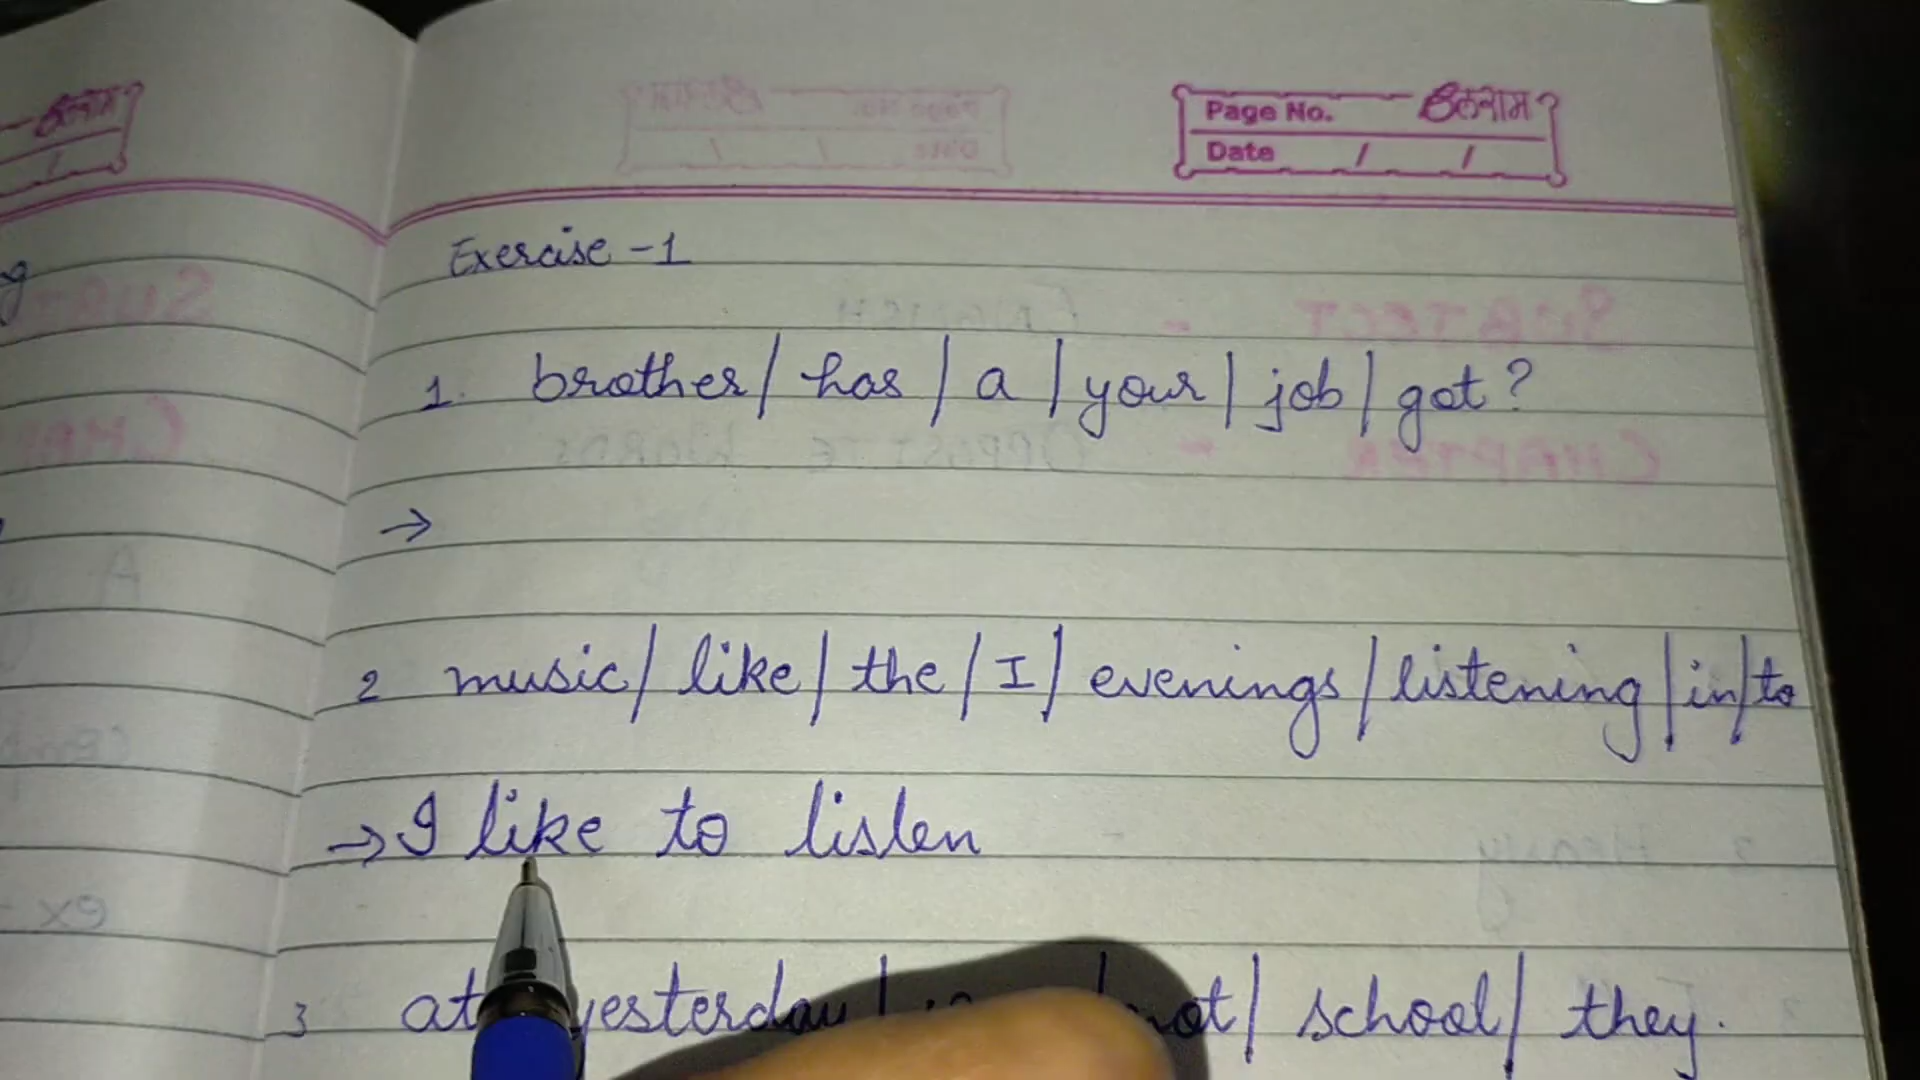 Page No.
Date / /
Exercise - 1
1. brother / has / a / your / job / got ?
→
2 music / like / the / I / evenings / listening / in / to
→ I like to listen
3 at yesterday / not / school / they.